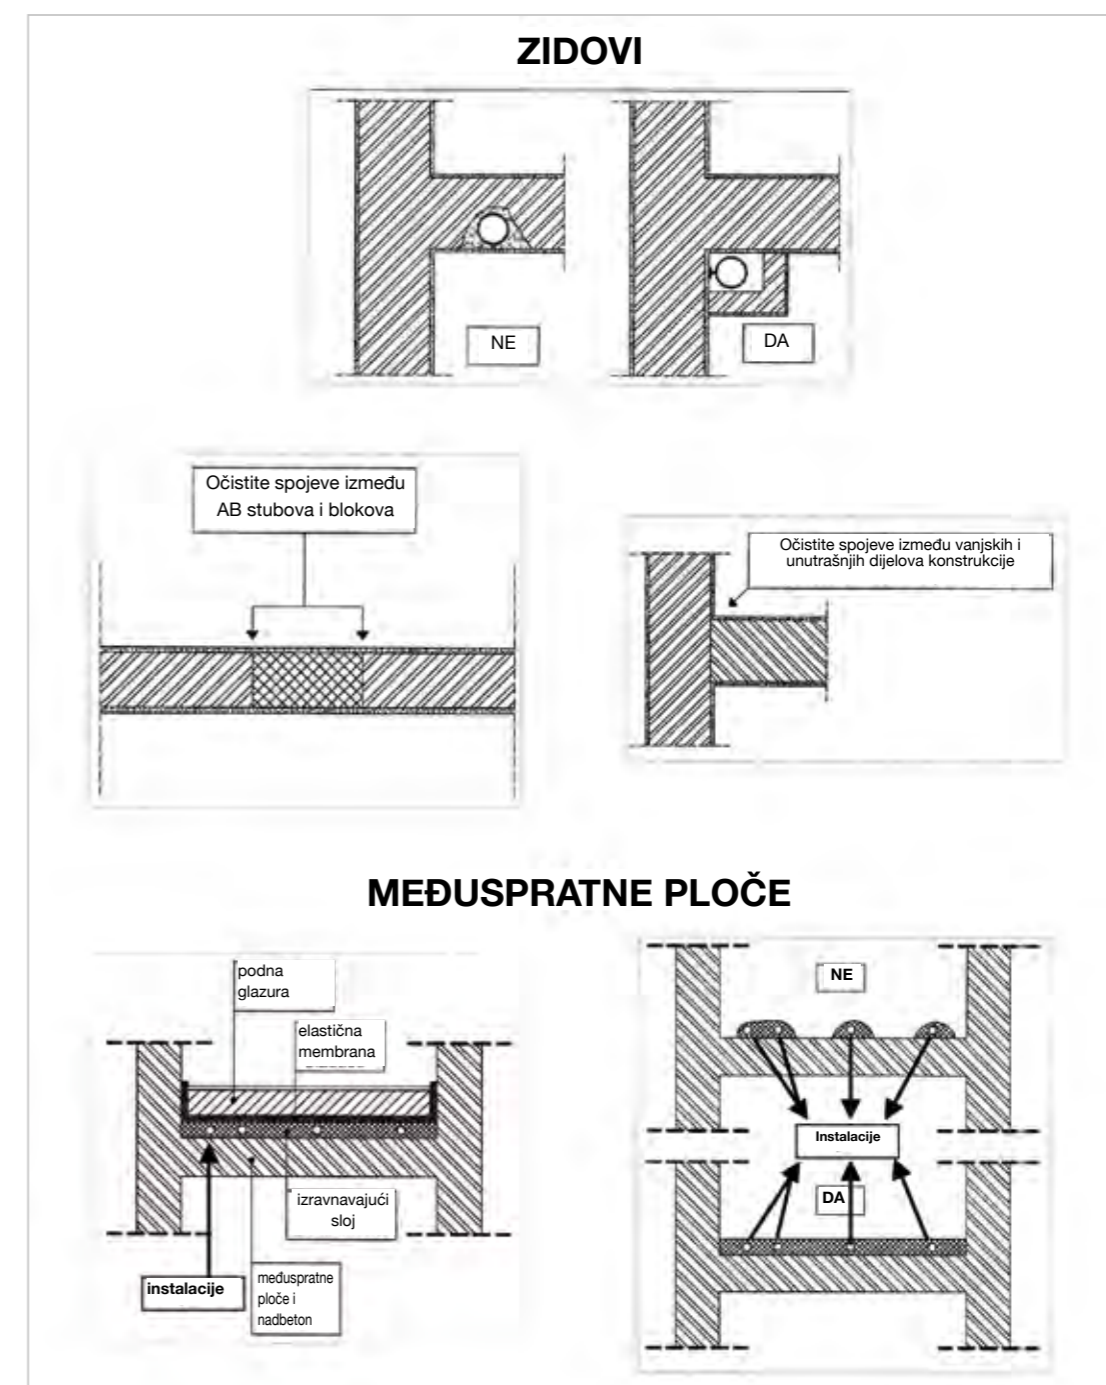 ZIDOVI
NE
DA
Očistite spojeve između
AB stubova i blokova
Očistite spojeve između vanjskih i
unutrašnjih dijelova konstrukcije
MEĐUSPRATNE PLOČE
podna
glazura
elastična
membrana
izravnavajući
sloj
instalacije
međuspratne
ploče i
nadbeton
NE
Instalacije
DA